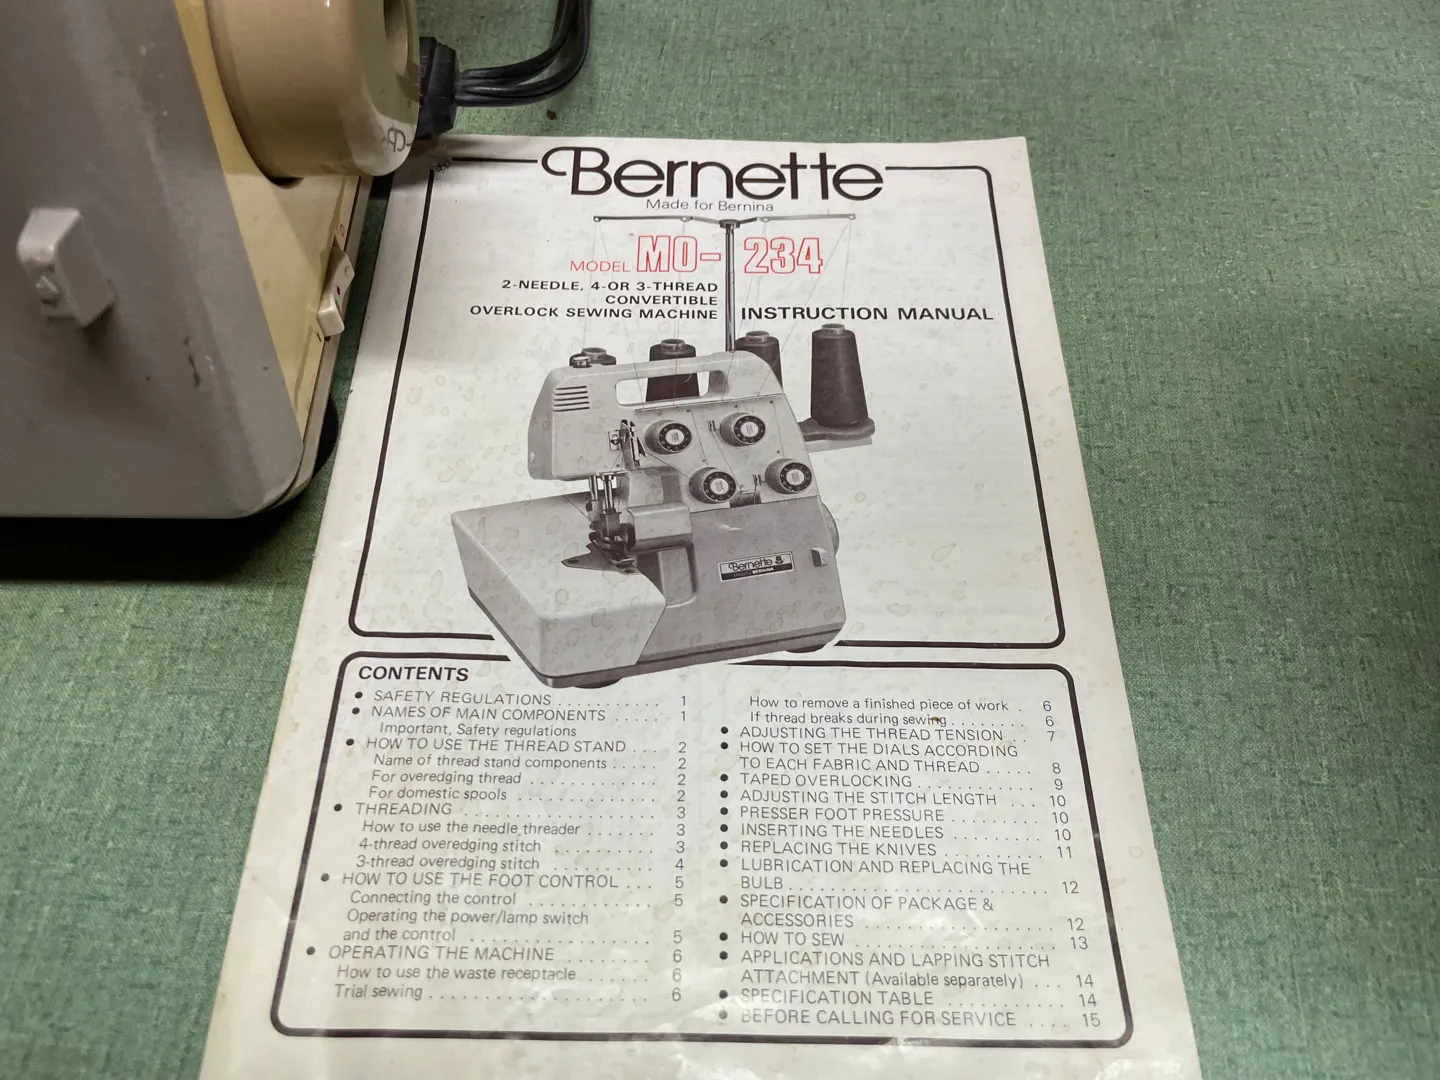 Bernette
Made for Bernina
MODEL MO-234
2-NEEDLE, 4-OR 3-THREAD
CONVERTIBLE
OVERLOCK SEWING MACHINE
INSTRUCTION MANUAL
Bernette
BERNINA
CONTENTS
• SAFETY REGULATIONS . . . . . . . . . . . 1
• NAMES OF MAIN COMPONENTS . . . . . 1
Important, Safety regulations
• HOW TO USE THE THREAD STAND . . . 2
Name of thread stand components . . . . . 2
For overedging thread . . . . . . . . . . . . . 2
For domestic spools . . . . . . . . . . . . . . 2
• THREADING . . . . . . . . . . . . . . . . . . . 3
How to use the needle threader . . . . . . . 3
4-thread overedging stitch . . . . . . . . . . 3
3-thread overedging stitch . . . . . . . . . . 4
• HOW TO USE THE FOOT CONTROL . . . 5
Connecting the control . . . . . . . . . . . . 5
Operating the power/lamp switch
and the control . . . . . . . . . . . . . . . . . 5
• OPERATING THE MACHINE . . . . . . . . 6
How to use the waste receptacle . . . . . . 6
Trial sewing . . . . . . . . . . . . . . . . . . . 6
How to remove a finished piece of work . 6
If thread breaks during sewing . . . . . . . . 6
• ADJUSTING THE THREAD TENSION . . 7
• HOW TO SET THE DIALS ACCORDING
TO EACH FABRIC AND THREAD . . . . . 8
• TAPED OVERLOCKING . . . . . . . . . . . . 9
• ADJUSTING THE STITCH LENGTH . . . 10
• PRESSER FOOT PRESSURE . . . . . . . . . 10
• INSERTING THE NEEDLES . . . . . . . . . 10
• REPLACING THE KNIVES . . . . . . . . . . 11
• LUBRICATION AND REPLACING THE
BULB . . . . . . . . . . . . . . . . . . . . . . . 12
• SPECIFICATION OF PACKAGE &
ACCESSORIES . . . . . . . . . . . . . . . . . 12
• HOW TO SEW . . . . . . . . . . . . . . . . . . 13
• APPLICATIONS AND LAPPING STITCH
ATTACHMENT (Available separately) . . . 14
• SPECIFICATION TABLE . . . . . . . . . . . 14
• BEFORE CALLING FOR SERVICE . . . . 15